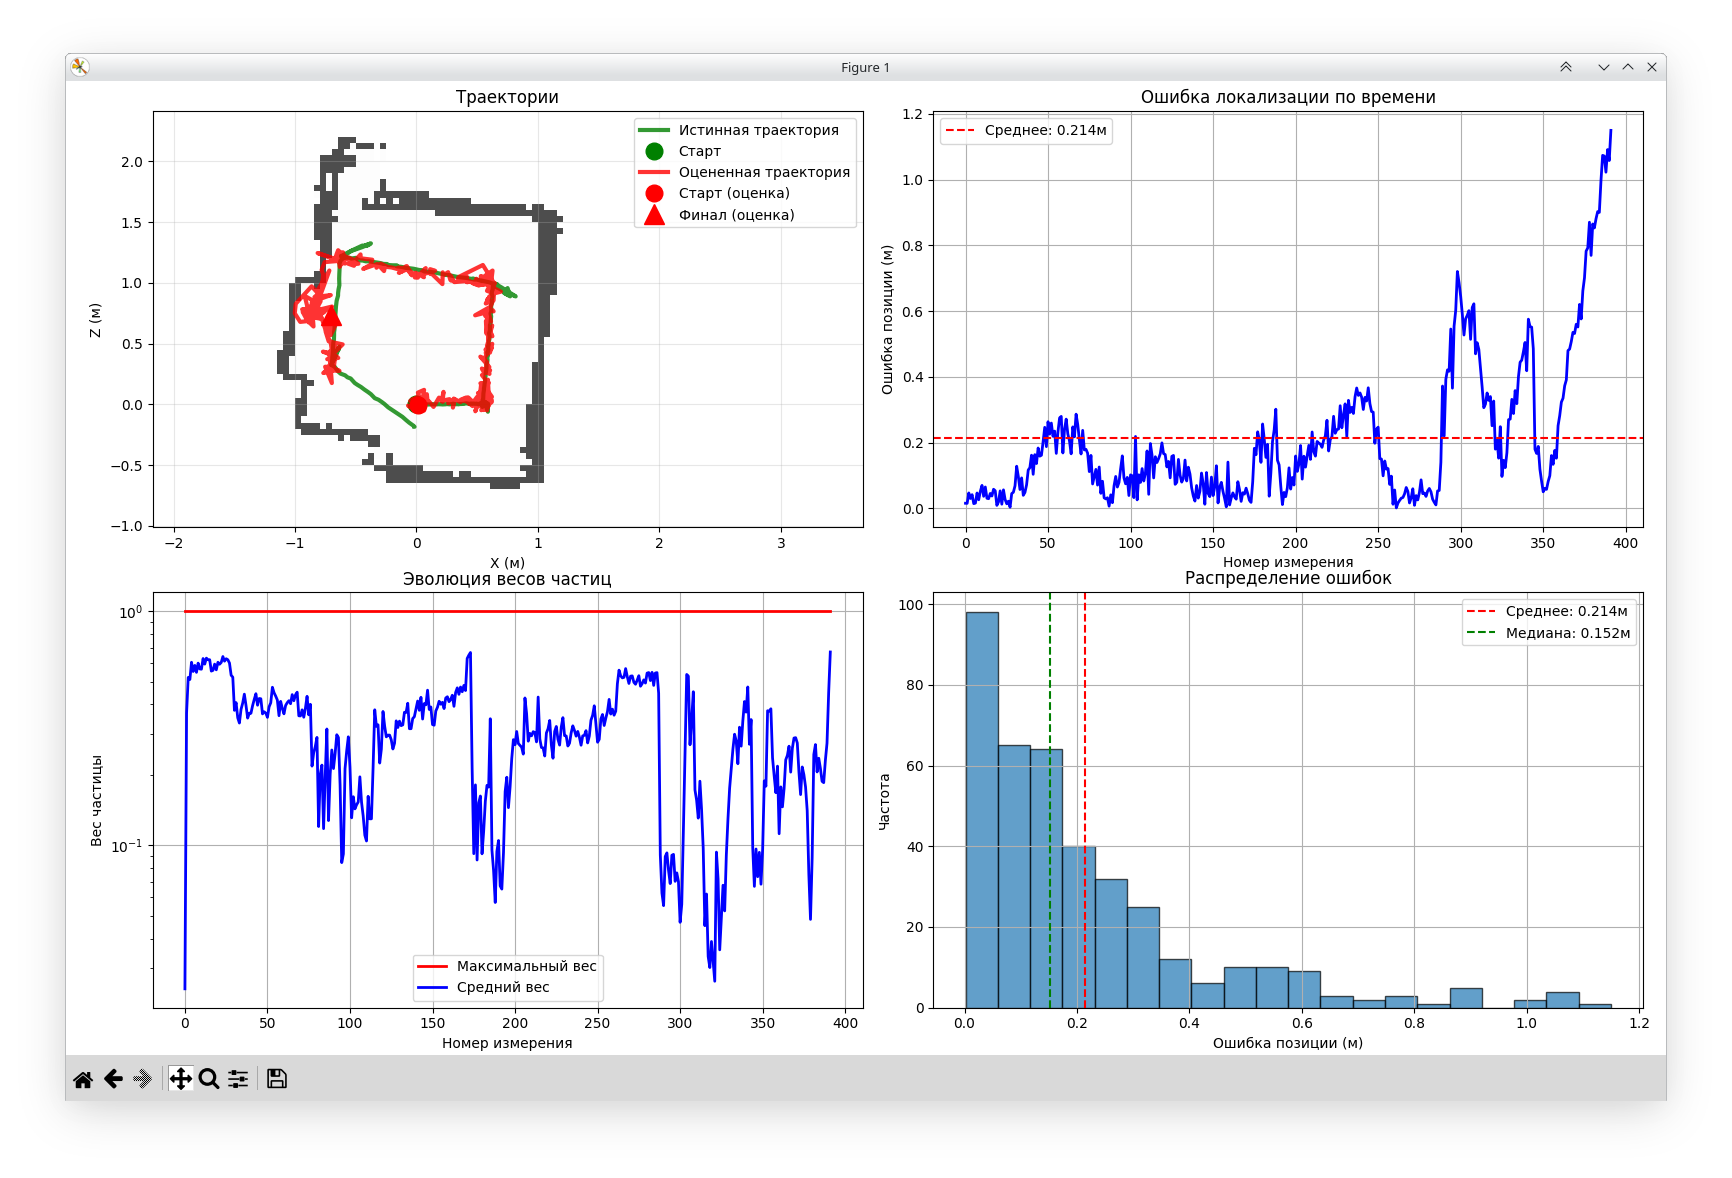 Figure 1
Траектории
Истинная траектория
Старт
Оцененная траектория
Старт (оценка)
Финал (оценка)
2.0
1.5
1.0
0.5
0.0
−0.5
−1.0
Z (м)
−2
−1
0
1
2
3
X (м)
Ошибка локализации по времени
Среднее: 0.214м
1.2
1.0
0.8
0.6
0.4
0.2
0.0
Ошибка позиции (м)
0
50
100
150
200
250
300
350
400
Номер измерения
Эволюция весов частиц
10⁰
10⁻¹
Вес частицы
Максимальный вес
Средний вес
0
50
100
150
200
250
300
350
400
Номер измерения
Распределение ошибок
Среднее: 0.214м
Медиана: 0.152м
100
80
60
40
20
0
Частота
0.0
0.2
0.4
0.6
0.8
1.0
1.2
Ошибка позиции (м)